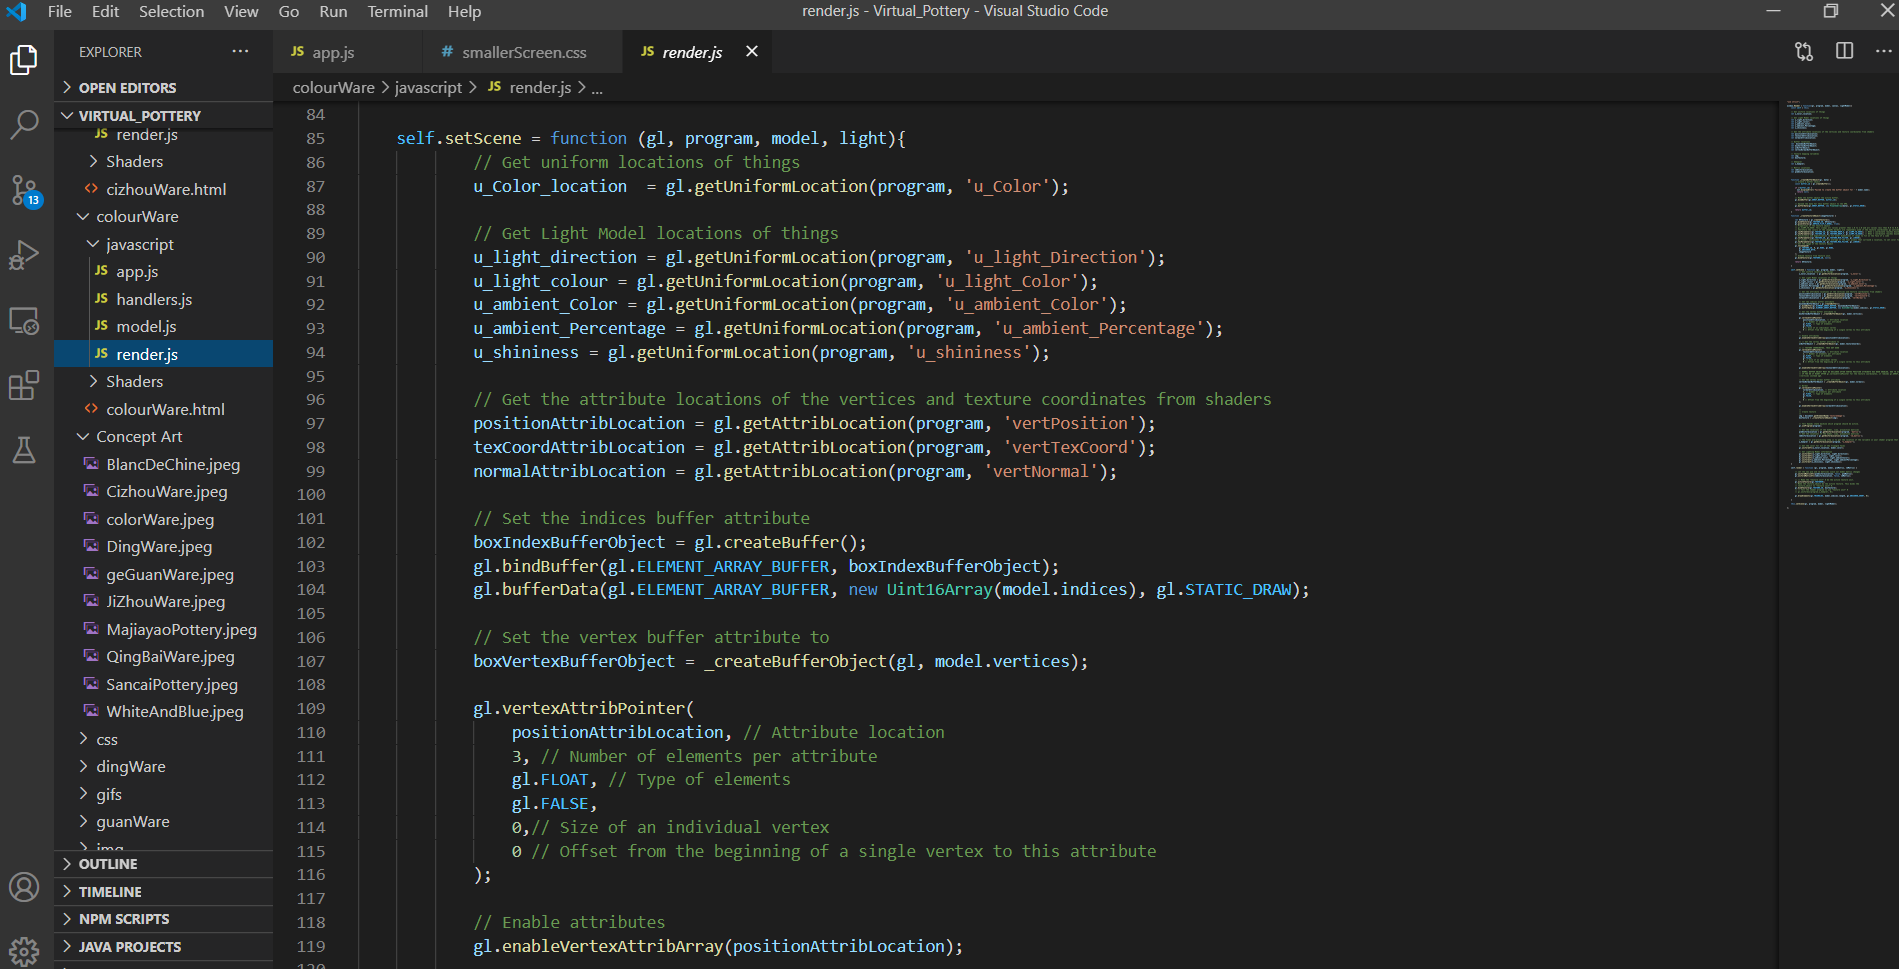 File Edit Selection View Go Run Terminal Help
render.js - Virtual_Pottery - Visual Studio Code
EXPLORER ···
OPEN EDITORS
VIRTUAL_POTTERY
JS render.js
Shaders
<> cizhouWare.html
colourWare
javascript
JS app.js
JS handlers.js
JS model.js
JS render.js
Shaders
<> colourWare.html
Concept Art
BlancDeChine.jpeg
CizhouWare.jpeg
colorWare.jpeg
DingWare.jpeg
geGuanWare.jpeg
JiZhouWare.jpeg
MajiayaoPottery.jpeg
QingBaiWare.jpeg
SancaiPottery.jpeg
WhiteAndBlue.jpeg
css
dingWare
gifs
guanWare
img
OUTLINE
TIMELINE
NPM SCRIPTS
JAVA PROJECTS
13
JS app.js
# smallerScreen.css
JS render.js
colourWare > javascript > JS render.js > ...
84
85 self.setScene = function (gl, program, model, light){
86 // Get uniform locations of things
87 u_Color_location  = gl.getUniformLocation(program, 'u_Color');
88
89 // Get Light Model locations of things
90 u_light_direction = gl.getUniformLocation(program, 'u_light_Direction');
91 u_light_colour = gl.getUniformLocation(program, 'u_light_Color');
92 u_ambient_Color = gl.getUniformLocation(program, 'u_ambient_Color');
93 u_ambient_Percentage = gl.getUniformLocation(program, 'u_ambient_Percentage');
94 u_shininess = gl.getUniformLocation(program, 'u_shininess');
95
96 // Get the attribute locations of the vertices and texture coordinates from shaders
97 positionAttribLocation = gl.getAttribLocation(program, 'vertPosition');
98 texCoordAttribLocation = gl.getAttribLocation(program, 'vertTexCoord');
99 normalAttribLocation = gl.getAttribLocation(program, 'vertNormal');
100
101 // Set the indices buffer attribute
102 boxIndexBufferObject = gl.createBuffer();
103 gl.bindBuffer(gl.ELEMENT_ARRAY_BUFFER, boxIndexBufferObject);
104 gl.bufferData(gl.ELEMENT_ARRAY_BUFFER, new Uint16Array(model.indices), gl.STATIC_DRAW);
105
106 // Set the vertex buffer attribute to
107 boxVertexBufferObject = _createBufferObject(gl, model.vertices);
108
109 gl.vertexAttribPointer(
110 positionAttribLocation, // Attribute location
111 3, // Number of elements per attribute
112 gl.FLOAT, // Type of elements
113 gl.FALSE,
114 0,// Size of an individual vertex
115 0 // Offset from the beginning of a single vertex to this attribute
116 );
117
118 // Enable attributes
119 gl.enableVertexAttribArray(positionAttribLocation);
120